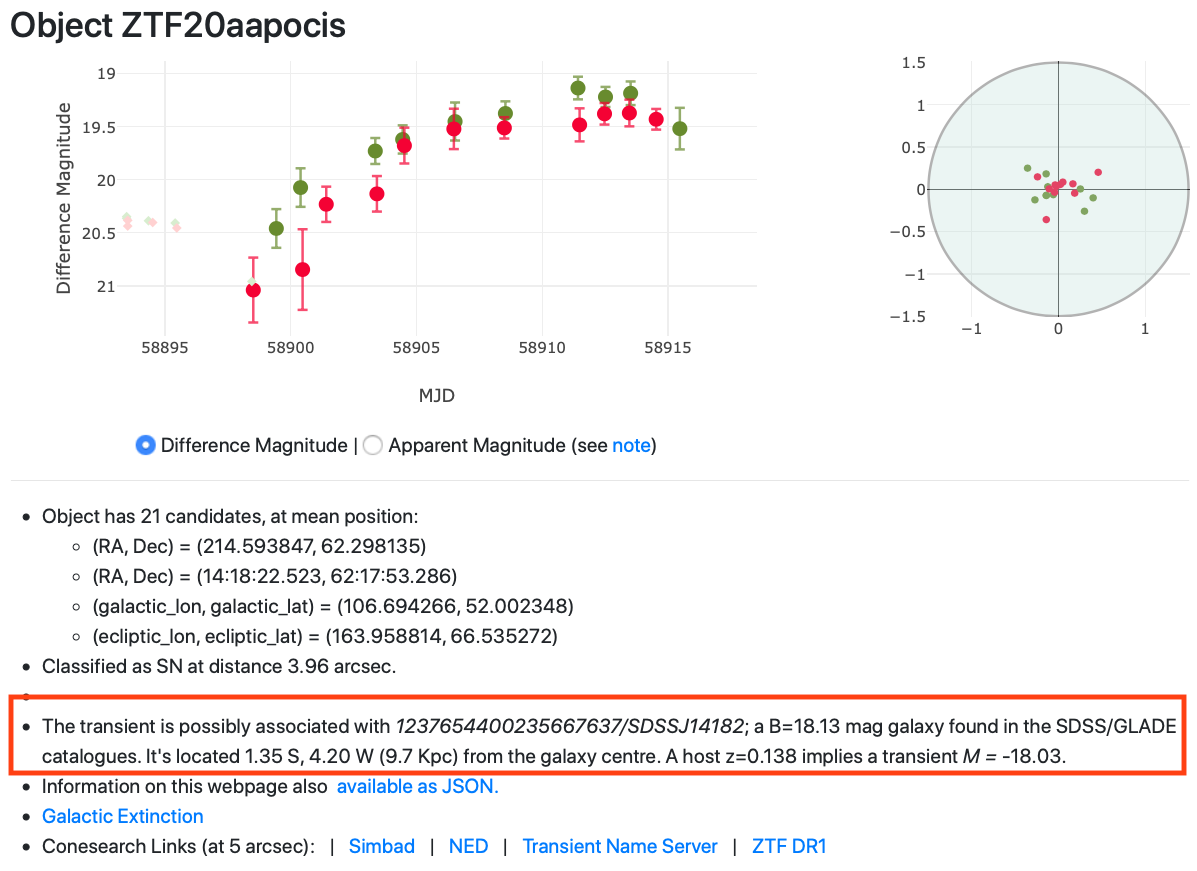 Object ZTF20aapocis
Difference Magnitude
19
19.5
20
20.5
21
58895
58900
58905
58910
58915
MJD
1.5
1
0.5
0
−0.5
−1
−1.5
−1
0
1
Difference Magnitude | Apparent Magnitude (see note)
Object has 21 candidates, at mean position:
(RA, Dec) = (214.593847, 62.298135)
(RA, Dec) = (14:18:22.523, 62:17:53.286)
(galactic_lon, galactic_lat) = (106.694266, 52.002348)
(ecliptic_lon, ecliptic_lat) = (163.958814, 66.535272)
Classified as SN at distance 3.96 arcsec.
The transient is possibly associated with 1237654400235667637/SDSSJ14182; a B=18.13 mag galaxy found in the SDSS/GLADE
catalogues. It's located 1.35 S, 4.20 W (9.7 Kpc) from the galaxy centre. A host z=0.138 implies a transient M = -18.03.
Information on this webpage also available as JSON.
Galactic Extinction
Conesearch Links (at 5 arcsec): | Simbad | NED | Transient Name Server | ZTF DR1